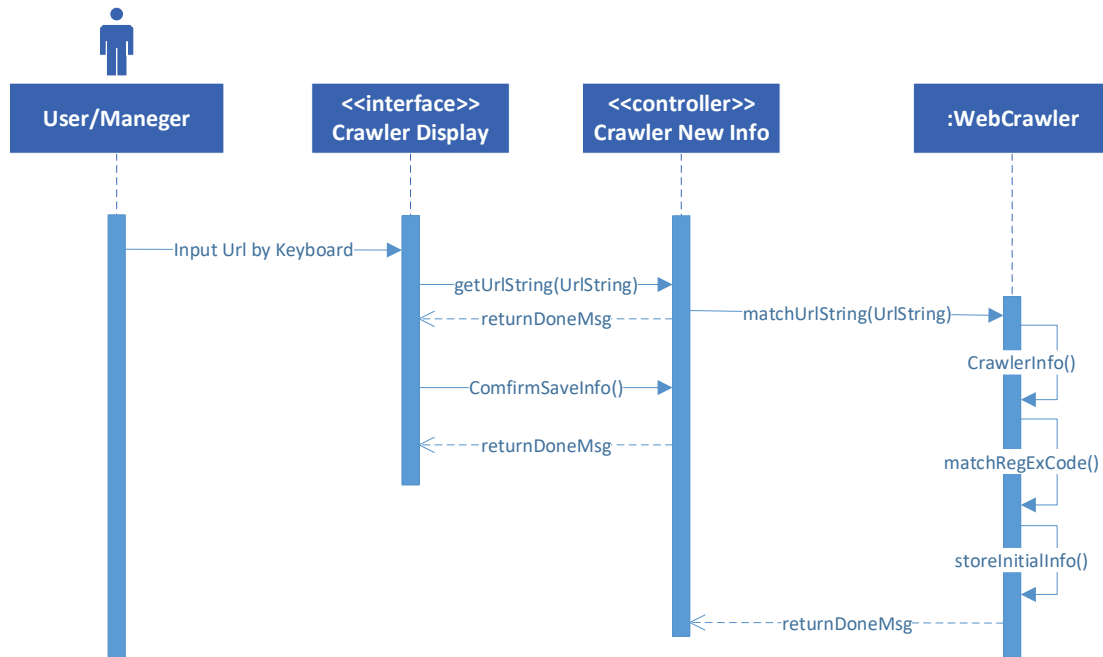 User/Maneger
<<interface>>
Crawler Display
<<controller>>
Crawler New Info
:WebCrawler
Input Url by Keyboard
getUrlString(UrlString)
returnDoneMsg
matchUrlString(UrlString)
CrawlerInfo()
ComfirmSaveInfo()
returnDoneMsg
matchRegExCode()
storeInitialInfo()
returnDoneMsg